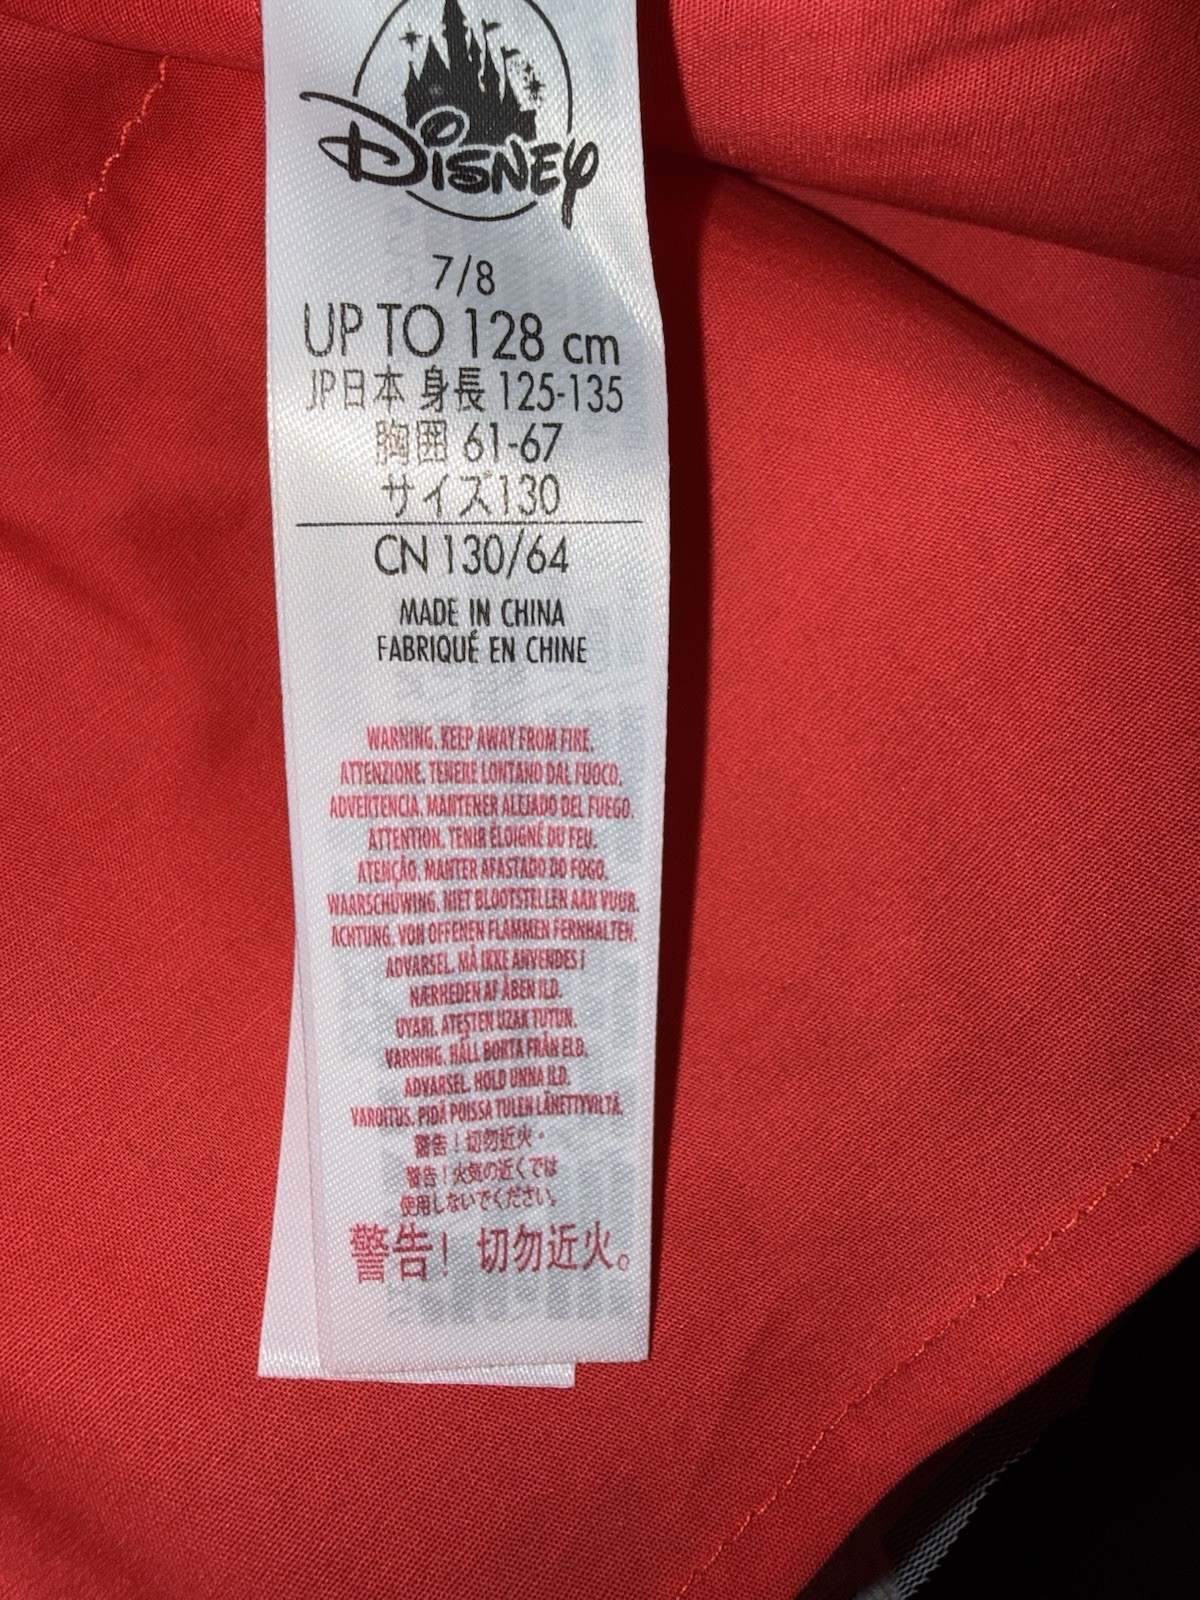 Disney
7/8
UP TO 128 cm
JP日本 身長 125-135
胸囲 61-67
サイズ130
CN 130/64
MADE IN CHINA
FABRIQUÉ EN CHINE
WARNING. KEEP AWAY FROM FIRE.
ATTENZIONE. TENERE LONTANO DAL FUOCO.
ADVERTENCIA. MANTENER ALEJADO DEL FUEGO.
ATTENTION. TENIR ÉLOIGNÉ DU FEU.
ATENÇÃO. MANTER AFASTADO DO FOGO.
WAARSCHUWING. NIET BLOOTSTELLEN AAN VUUR.
ACHTUNG. VON OFFENEN FLAMMEN FERNHALTEN.
ADVARSEL. MÅ IKKE ANVENDES I
NÆRHEDEN AF ÅBEN ILD.
UYARI. ATEŞTEN UZAK TUTUN.
VARNING. HÅLL BORTA FRÅN ELD.
ADVARSEL. HOLD UNNA ILD.
VAROITUS. PIDÄ POISSA TULEN LÄHETTYVILTÄ.
警告！切勿近火。
警告！火気の近くでは
使用しないでください。
警告！切勿近火。